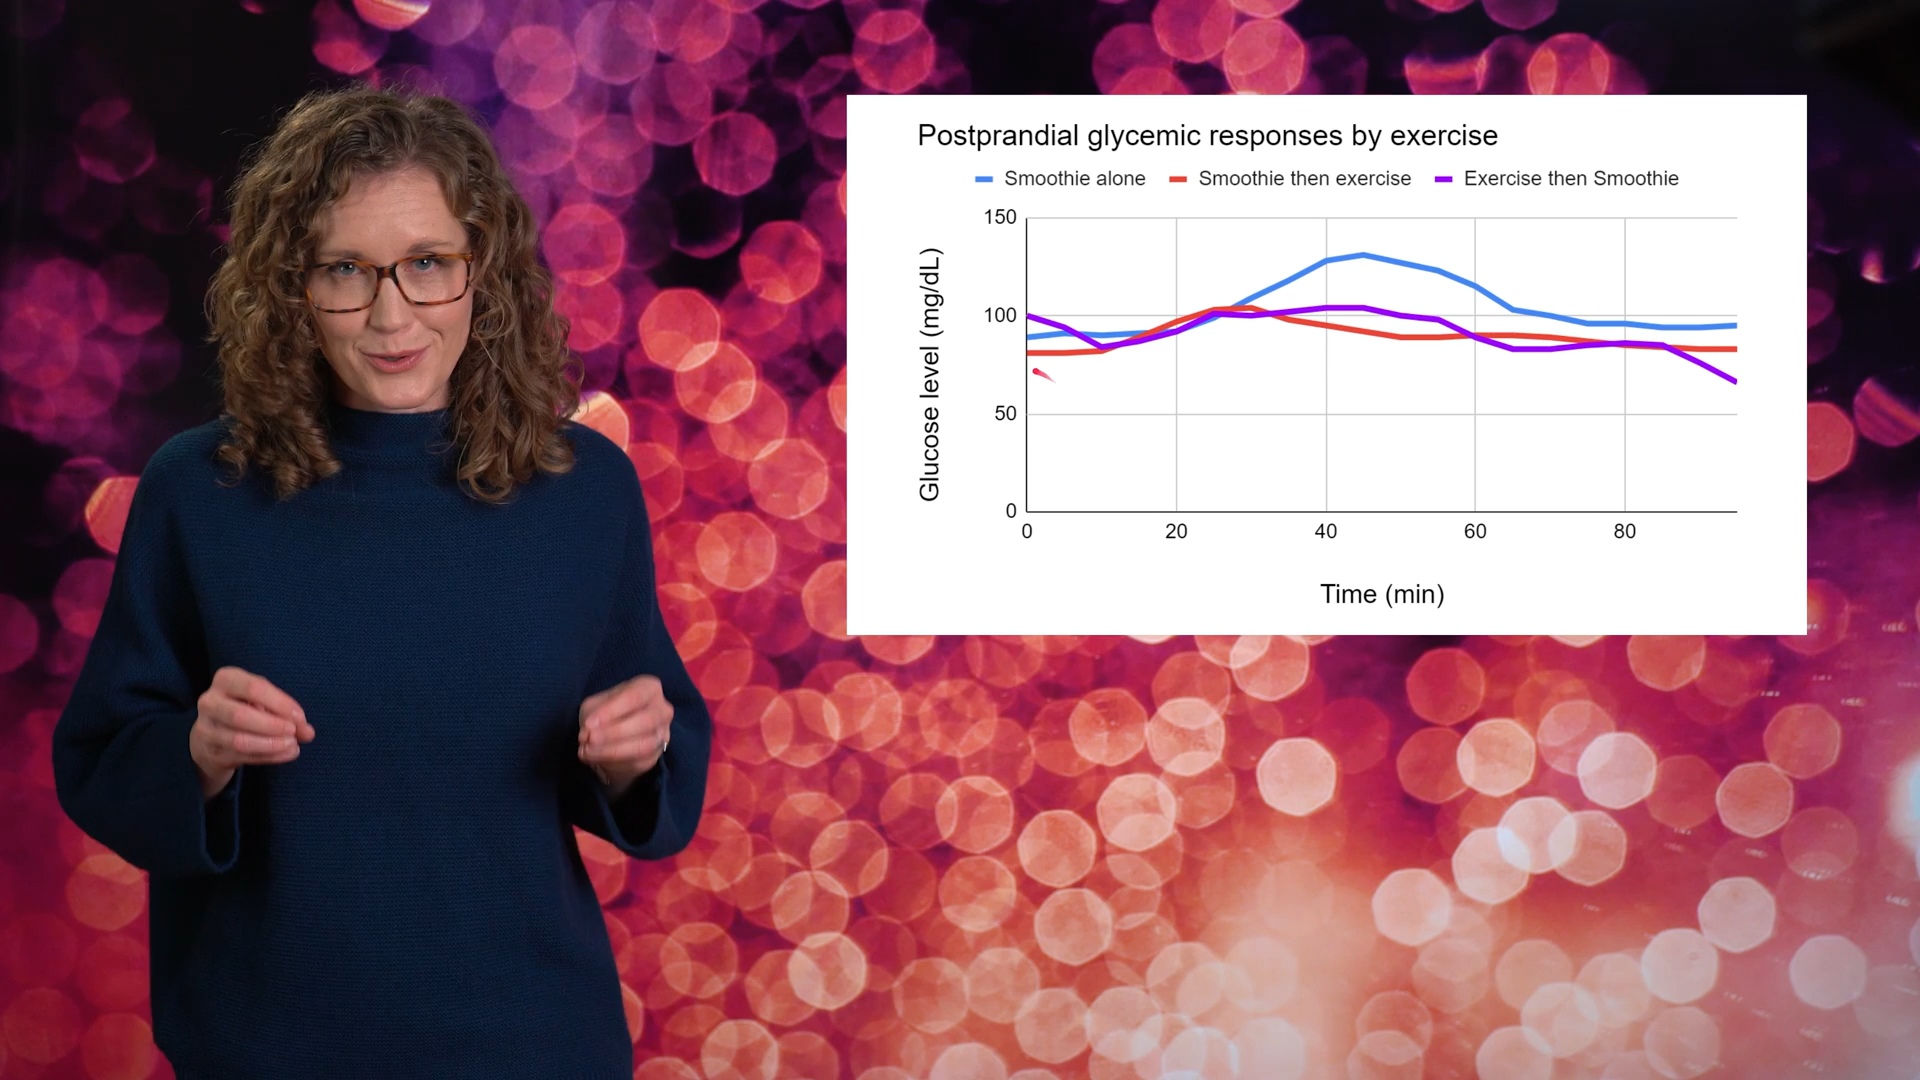 Postprandial glycemic responses by exercise
Smoothie alone Smoothie then exercise Exercise then Smoothie
150
100
50
0
Glucose level (mg/dL)
0 20 40 60 80
Time (min)